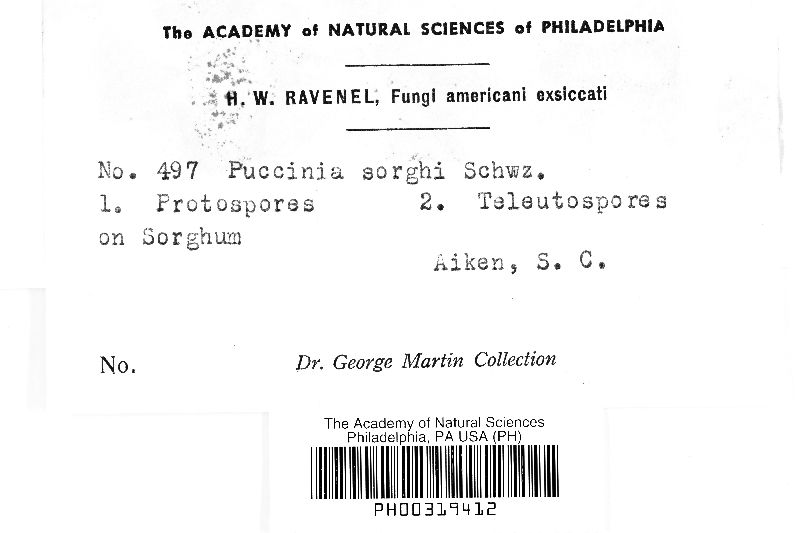 The ACADEMY of NATURAL SCIENCES of PHILADELPHIA
H. W. RAVENEL, Fungi americani exsiccati
No. 497 Puccinia sorghi Schwz.
1. Protospores 2. Teleutospores
on Sorghum
Aiken, S. C.
No. Dr. George Martin Collection
The Academy of Natural Sciences
Philadelphia, PA USA (PH)
PH00319412